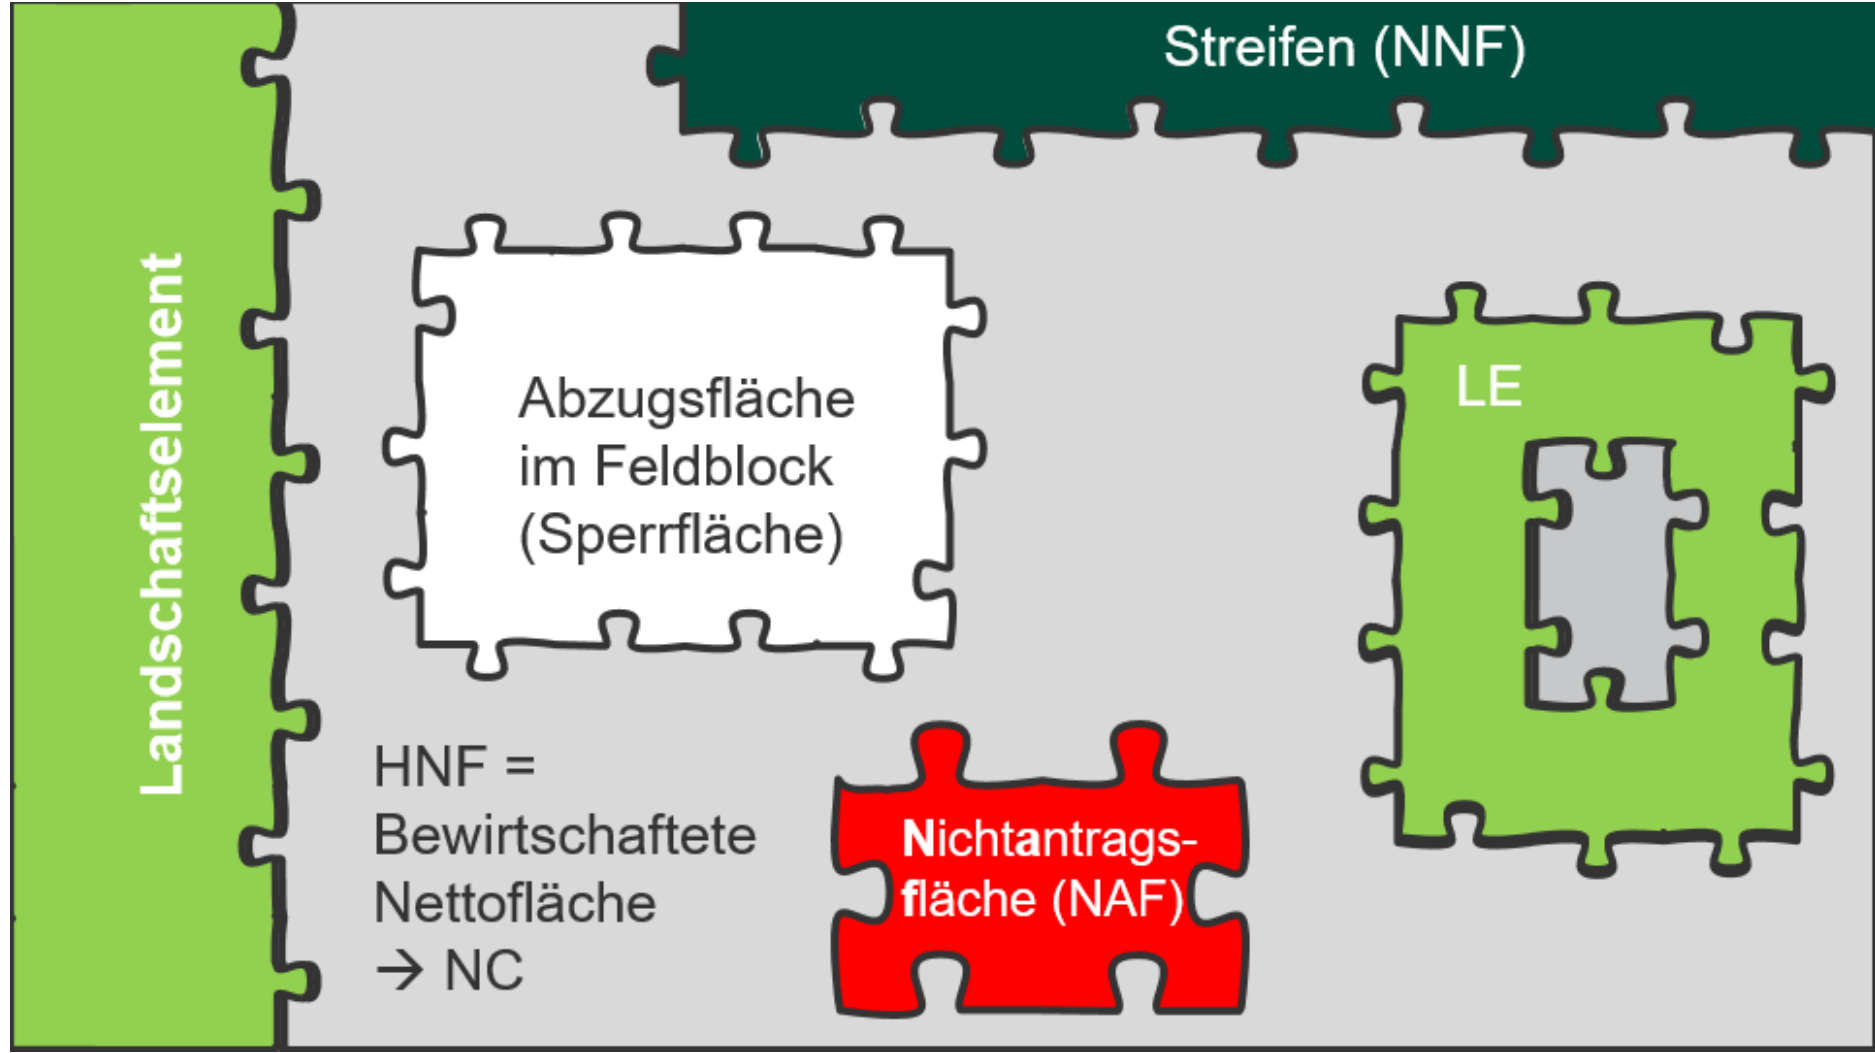 Streifen (NNF)
Landschaftselement
Abzugsfläche
im Feldblock
(Sperrfläche)
LE
HNF =
Bewirtschaftete
Nettofläche
→ NC
Nichtantrags-
fläche (NAF)